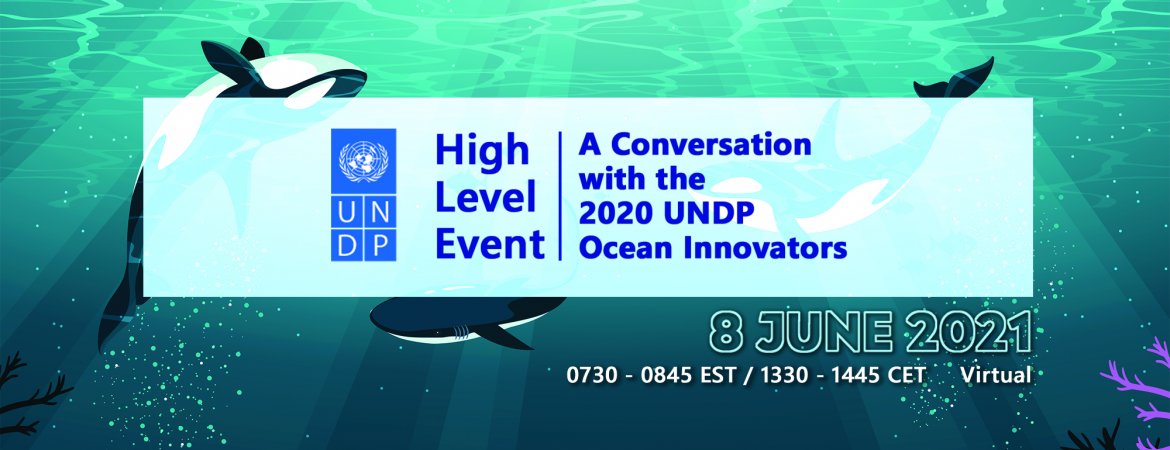 UN
DP
High
Level
Event
A Conversation
with the
2020 UNDP
Ocean Innovators
8 JUNE 2021
0730 - 0845 EST / 1330 - 1445 CET Virtual